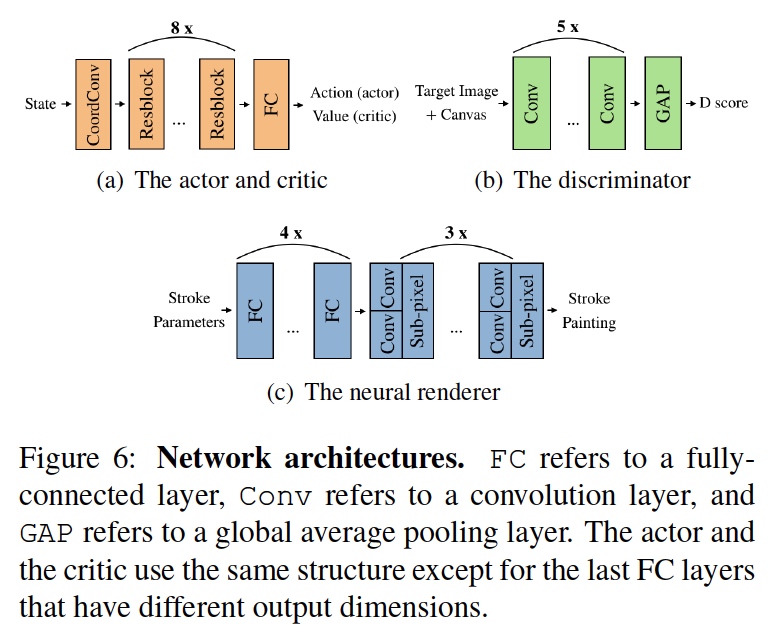 8 x
State
CoordConv
Resblock
...
Resblock
FC
Action (actor)
Value (critic)
(a) The actor and critic
5 x
Target Image
+ Canvas
Conv
...
Conv
GAP
D score
(b) The discriminator
4 x
3 x
Stroke
Parameters
FC
...
FC
Conv
Conv
Sub-pixel
...
Conv
Conv
Sub-pixel
Stroke
Painting
(c) The neural renderer
Figure 6: Network architectures. FC refers to a fully-
connected layer, Conv refers to a convolution layer, and
GAP refers to a global average pooling layer. The actor and
the critic use the same structure except for the last FC layers
that have different output dimensions.